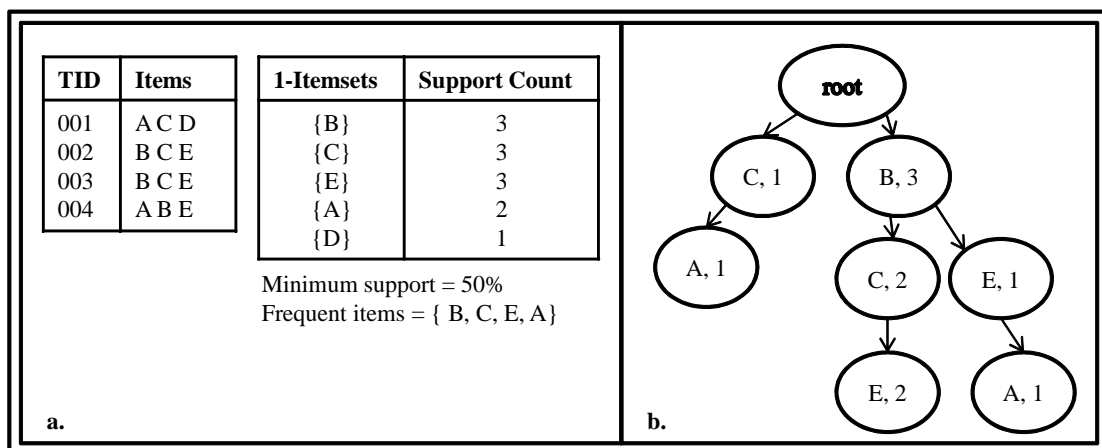 TID Items
001 A C D
002 B C E
003 B C E
004 A B E
1-Itemsets Support Count
{B} 3
{C} 3
{E} 3
{A} 2
{D} 1
Minimum support = 50%
Frequent items = { B, C, E, A}
a.
root
C, 1 B, 3
A, 1 C, 2 E, 1
E, 2 A, 1
b.